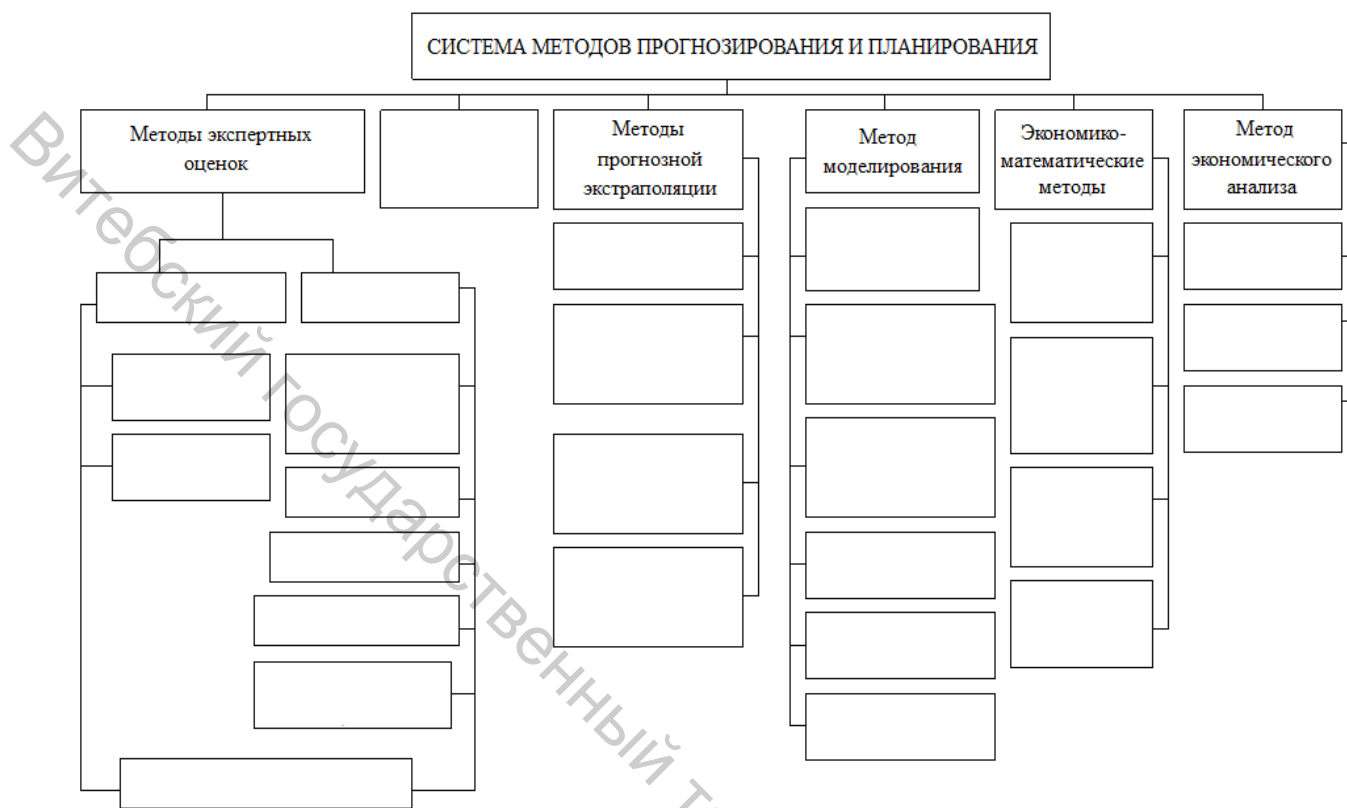 СИСТЕМА МЕТОДОВ ПРОГНОЗИРОВАНИЯ И ПЛАНИРОВАНИЯ
Методы экспертных
оценок
Методы
прогнозной
экстраполяции
Метод
моделирования
Экономико-
математические
методы
Метод
экономического
анализа
Витебский государственный т